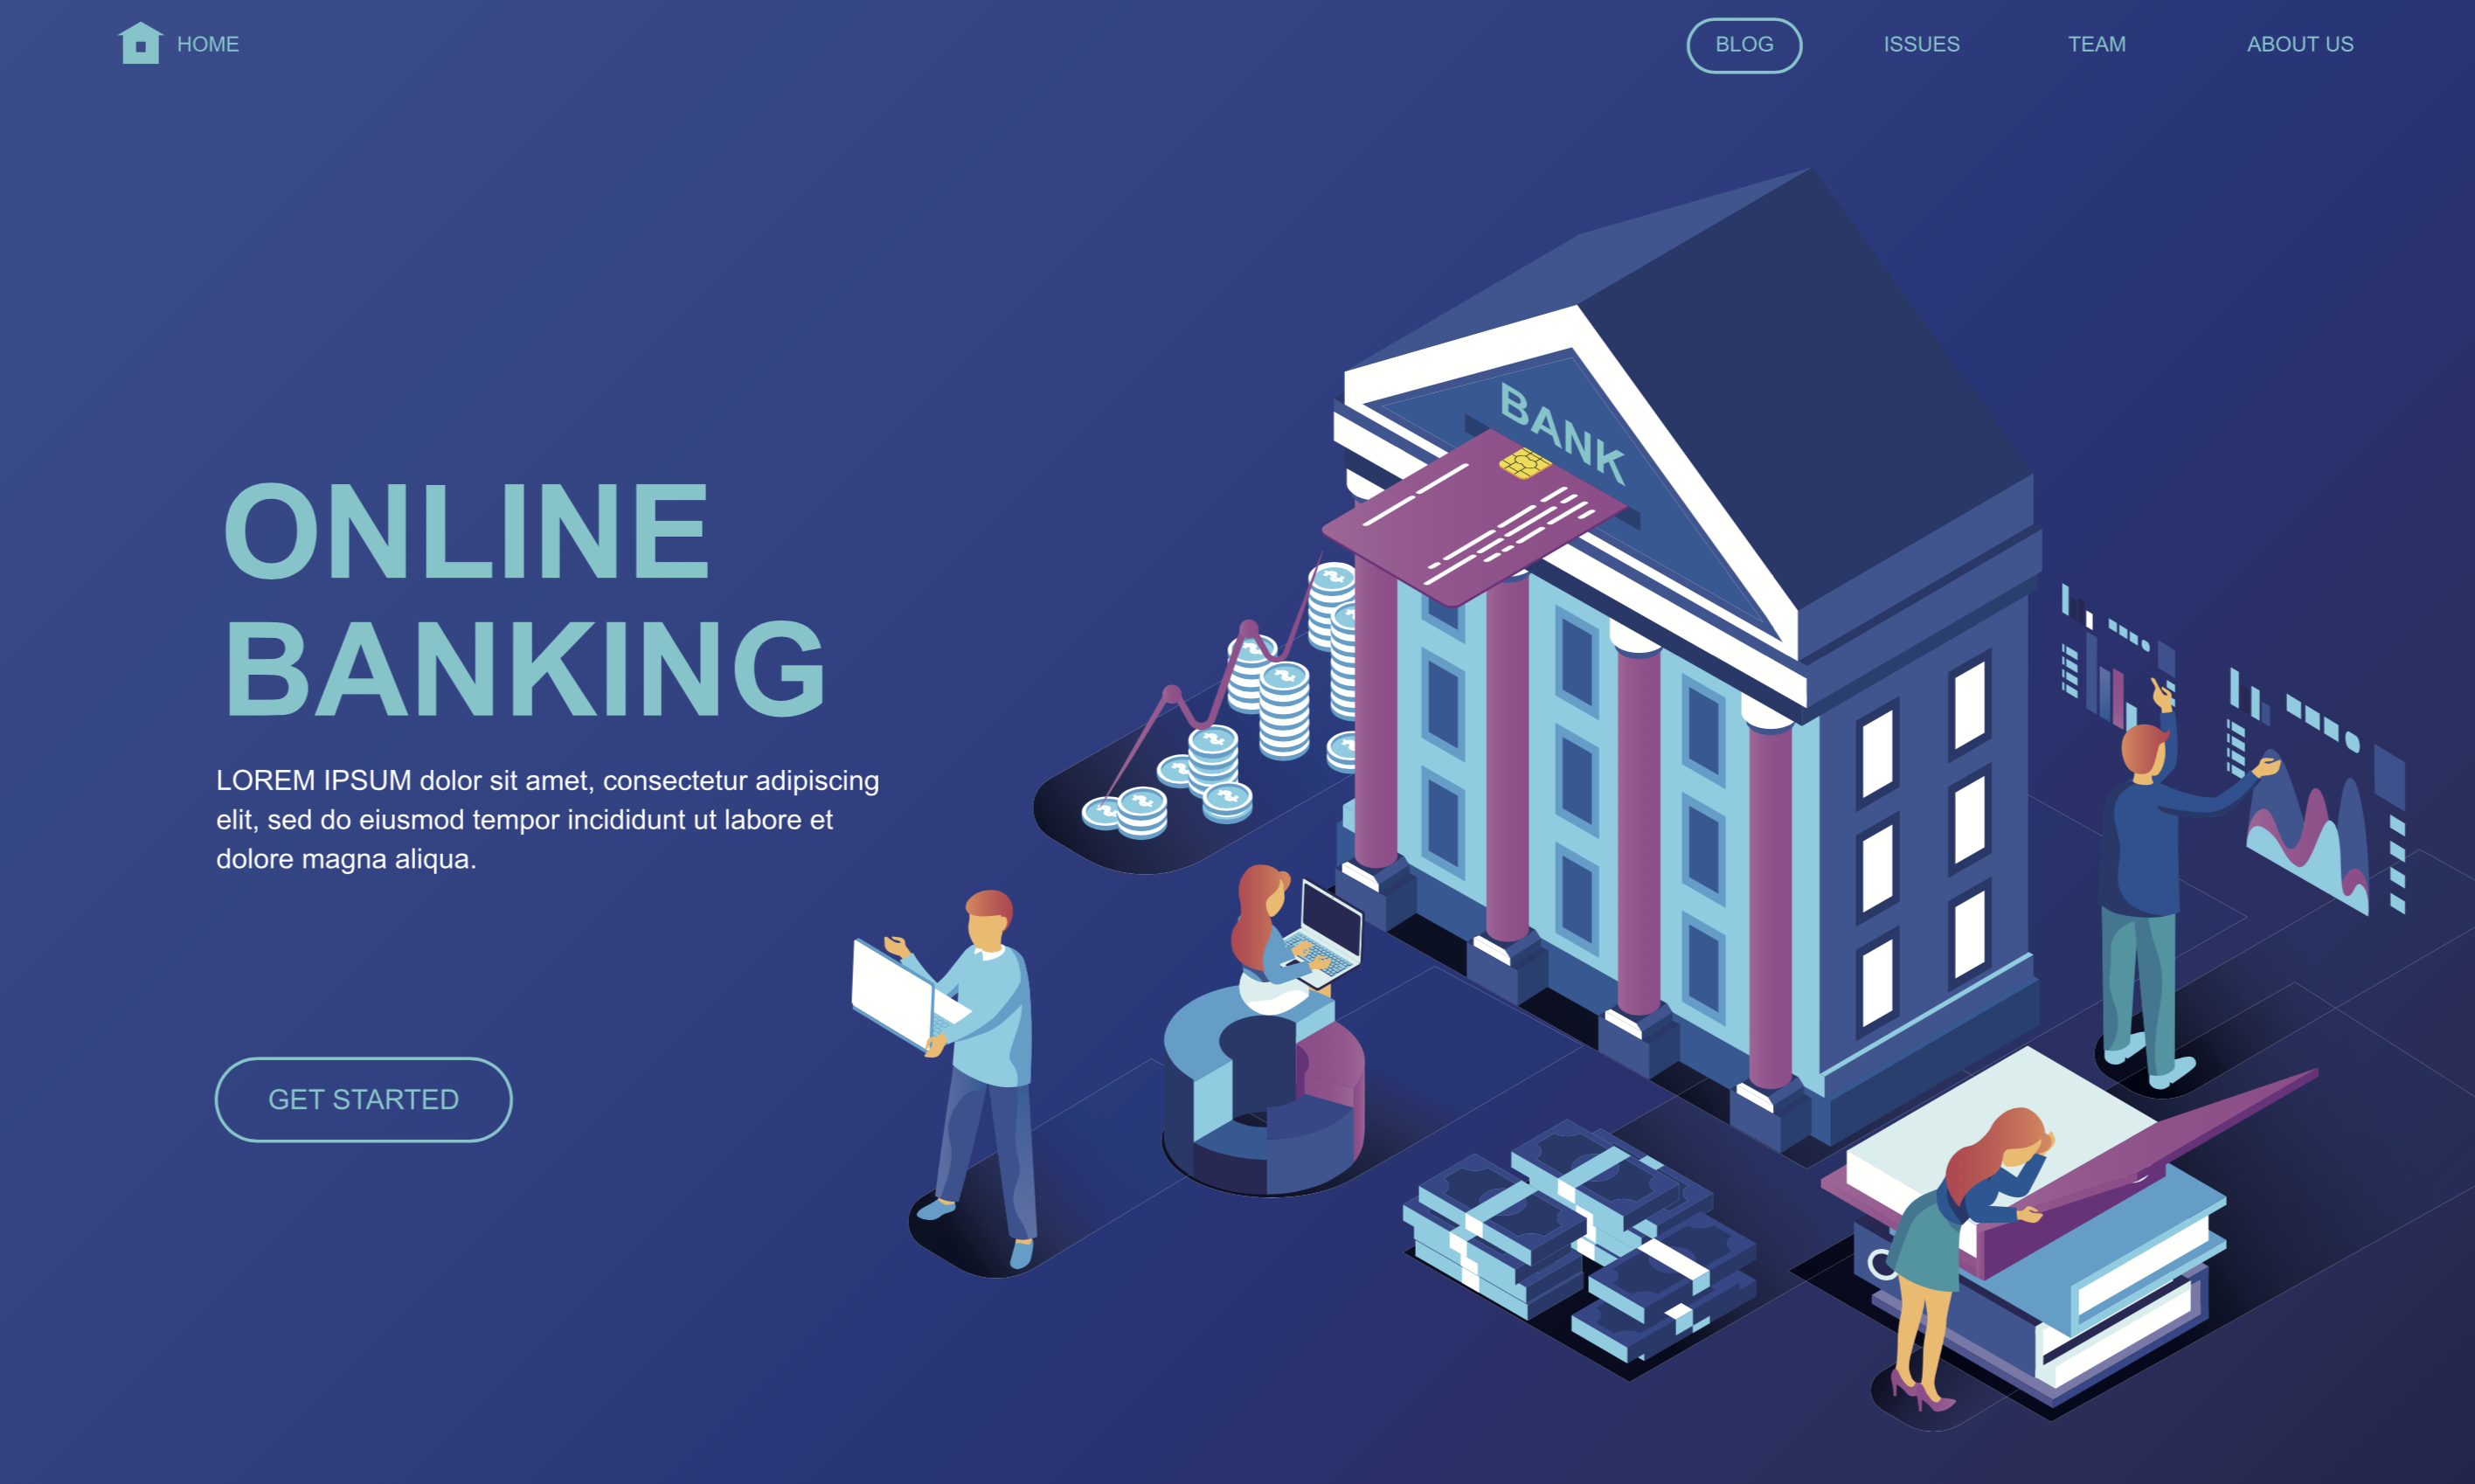 HOME
BLOG
ISSUES
TEAM
ABOUT US
BANK
ONLINE
BANKING
LOREM IPSUM dolor sit amet, consectetur adipiscing
elit, sed do eiusmod tempor incididunt ut labore et
dolore magna aliqua.
GET STARTED